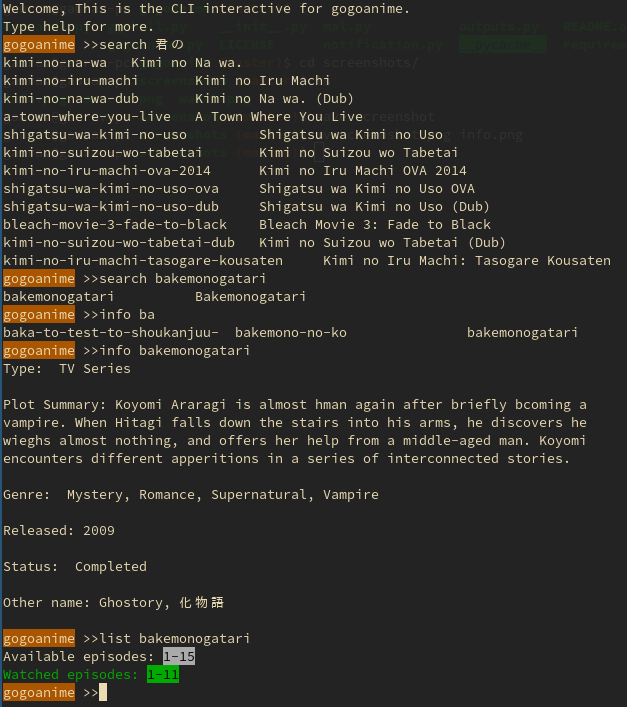 Welcome, This is the CLI interactive for gogoanime.
Type help for more.
gogoanime >>search 君の
kimi-no-na-wa Kimi no Na wa.
kimi-no-iru-machi Kimi no Iru Machi
kimi-no-na-wa-dub Kimi no Na wa. (Dub)
a-town-where-you-live A Town Where You Live
shigatsu-wa-kimi-no-uso Shigatsu wa Kimi no Uso
kimi-no-suizou-wo-tabetai Kimi no Suizou wo Tabetai
kimi-no-iru-machi-ova-2014 Kimi no Iru Machi OVA 2014
shigatsu-wa-kimi-no-uso-ova Shigatsu wa Kimi no Uso OVA
shigatsu-wa-kimi-no-uso-dub Shigatsu wa Kimi no Uso (Dub)
bleach-movie-3-fade-to-black Bleach Movie 3: Fade to Black
kimi-no-suizou-wo-tabetai-dub Kimi no Suizou wo Tabetai (Dub)
kimi-no-iru-machi-tasogare-kousaten Kimi no Iru Machi: Tasogare Kousaten
gogoanime >>search bakemonogatari
bakemonogatari Bakemonogatari
gogoanime >>info ba
baka-to-test-to-shoukanjuu- bakemono-no-ko bakemonogatari
gogoanime >>info bakemonogatari
Type: TV Series
Plot Summary: Koyomi Araragi is almost hman again after briefly bcoming a
vampire. When Hitagi falls down the stairs into his arms, he discovers he
wieghs almost nothing, and offers her help from a middle-aged man. Koyomi
encounters different apperitions in a series of interconnected stories.
Genre: Mystery, Romance, Supernatural, Vampire
Released: 2009
Status: Completed
Other name: Ghostory, 化物語
gogoanime >>list bakemonogatari
Available episodes: 1-15
Watched episodes: 1-11
gogoanime >>